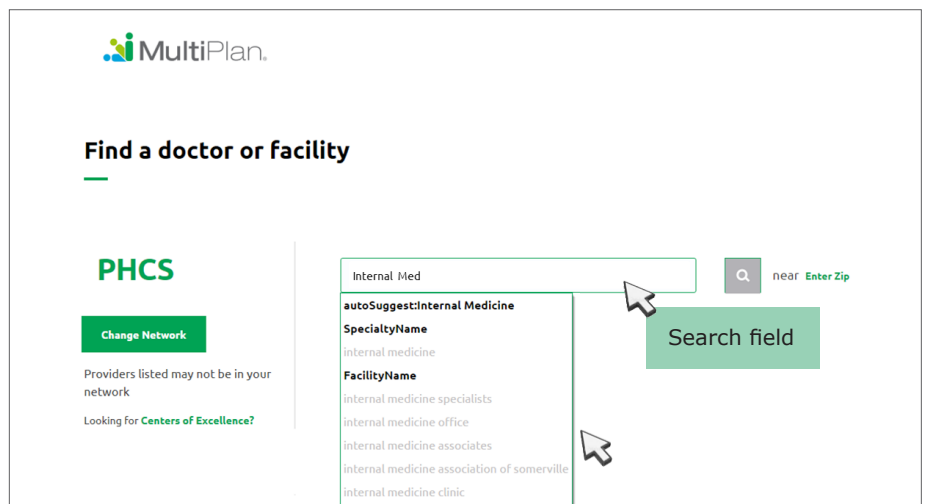 MultiPlan®
Find a doctor or facility
PHCS
Change Network
Providers listed may not be in your
network
Looking for Centers of Excellence?
Internal Med
near Enter Zip
autoSuggest:Internal Medicine
SpecialtyName
internal medicine
FacilityName
internal medicine specialists
internal medicine office
internal medicine associates
internal medicine association of somerville
internal medicine clinic
Search field